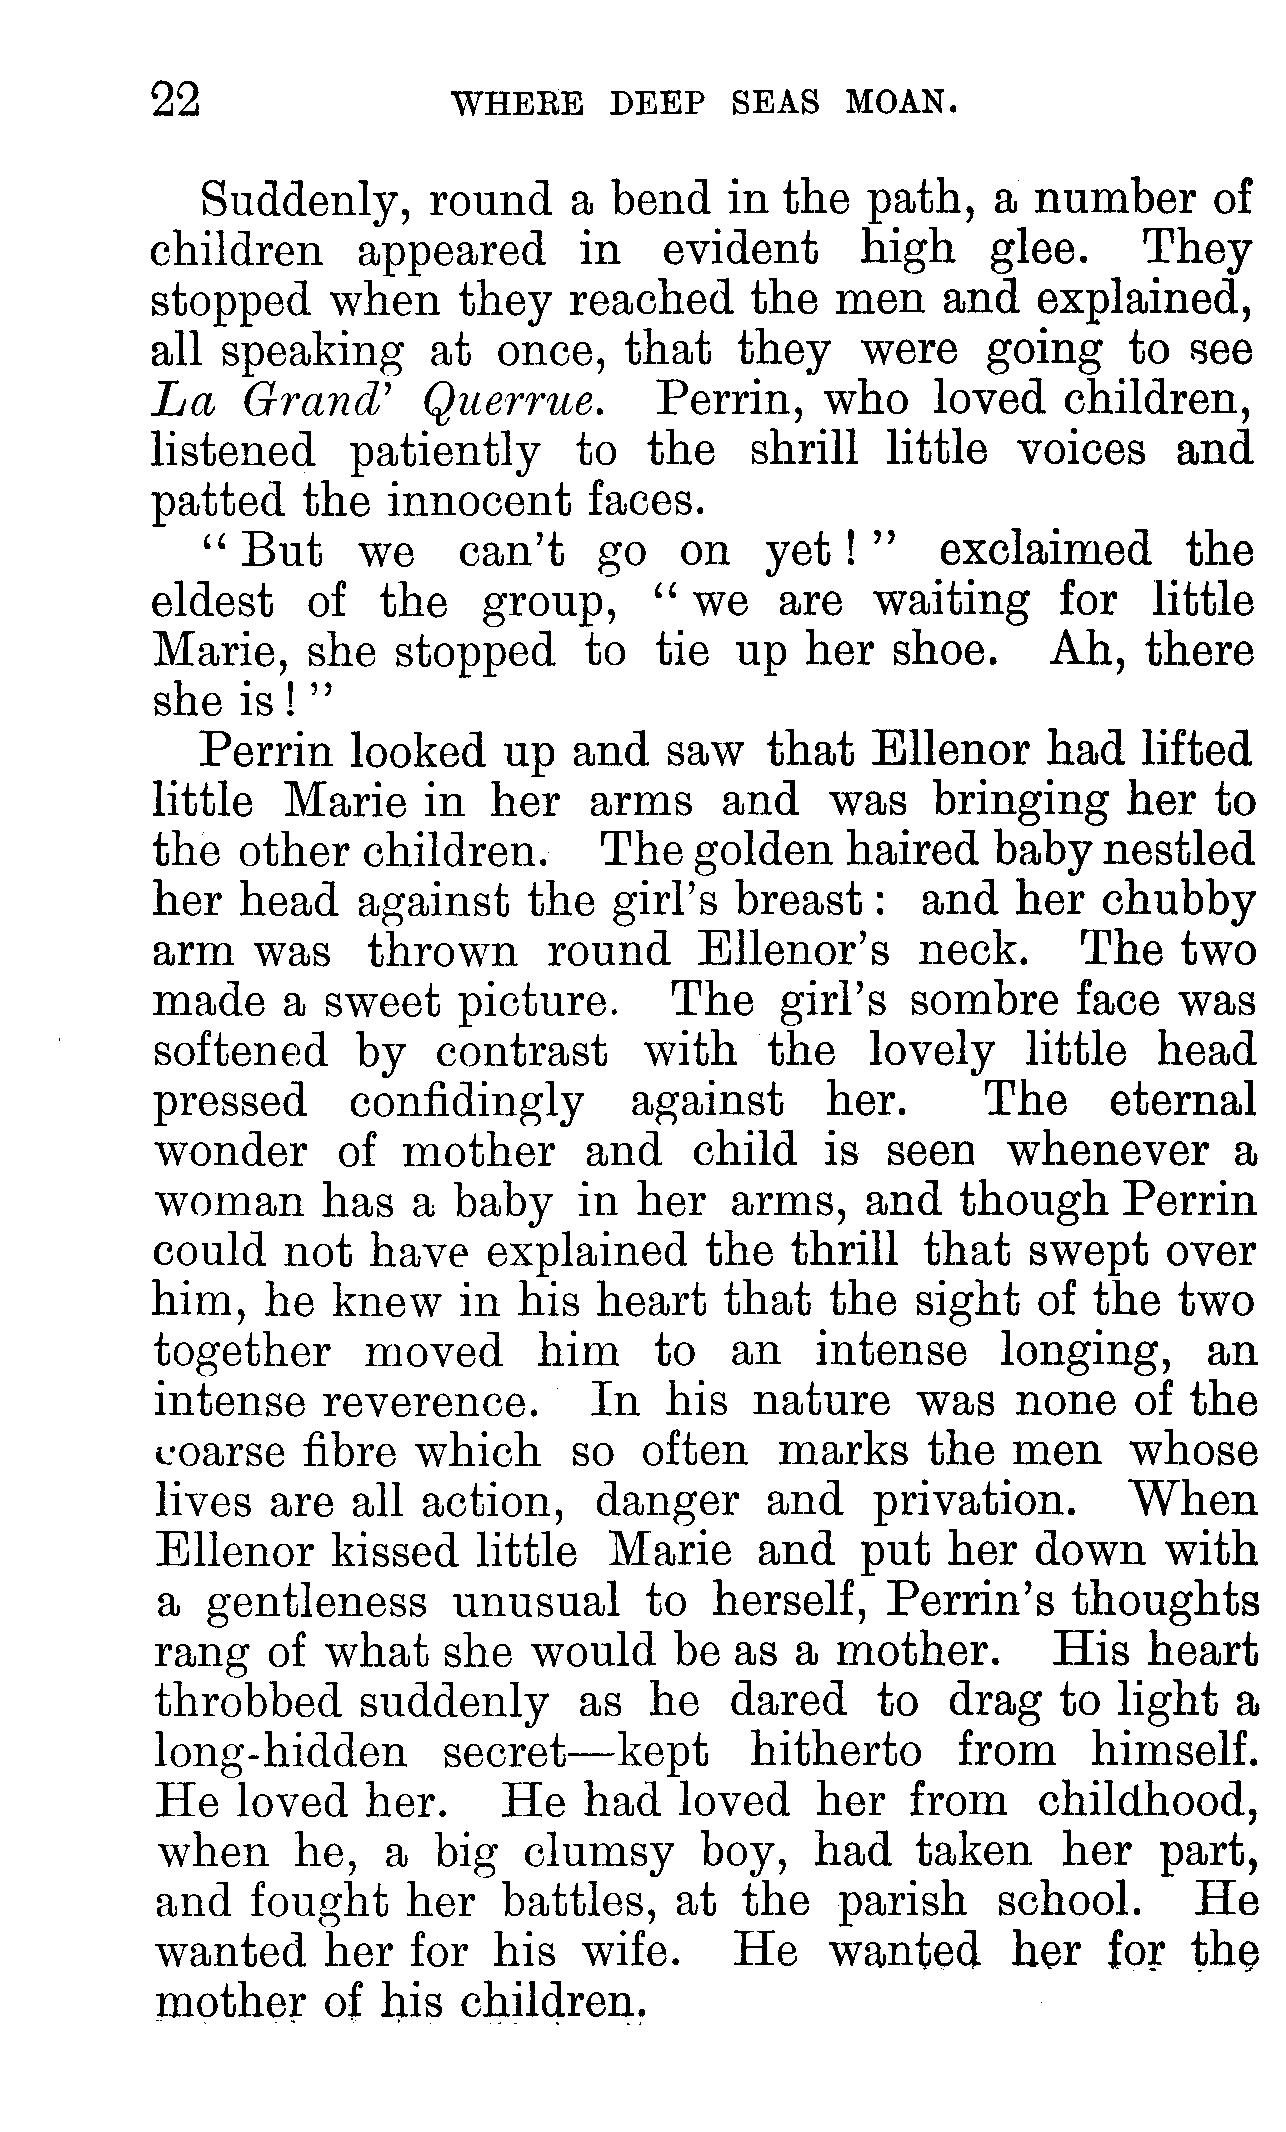 22 WHERE DEEP SEAS MOAN.
Suddenly, round a bend in the path, a number of
children appeared in evident high glee. They
stopped when they reached the men and explained,
all speaking at once, that they were going to see
La Grand' Querrue. Perrin, who loved children,
listened patiently to the shrill little voices and
patted the innocent faces.
" But we can't go on yet ! " exclaimed the
eldest of the group, " we are waiting for little
Marie, she stopped to tie up her shoe. Ah, there
she is ! "
Perrin looked up and saw that Ellenor had lifted
little Marie in her arms and was bringing her to
the other children. The golden haired baby nestled
her head against the girl's breast : and her chubby
arm was thrown round Ellenor's neck. The two
made a sweet picture. The girl's sombre face was
softened by contrast with the lovely little head
pressed confidingly against her. The eternal
wonder of mother and child is seen whenever a
woman has a baby in her arms, and though Perrin
could not have explained the thrill that swept over
him, he knew in his heart that the sight of the two
together moved him to an intense longing, an
intense reverence. In his nature was none of the
coarse fibre which so often marks the men whose
lives are all action, danger and privation. When
Ellenor kissed little Marie and put her down with
a gentleness unusual to herself, Perrin's thoughts
rang of what she would be as a mother. His heart
throbbed suddenly as he dared to drag to light a
long-hidden secret—kept hitherto from himself.
He loved her. He had loved her from childhood,
when he, a big clumsy boy, had taken her part,
and fought her battles, at the parish school. He
wanted her for his wife. He wanted her for the
mother of his children.